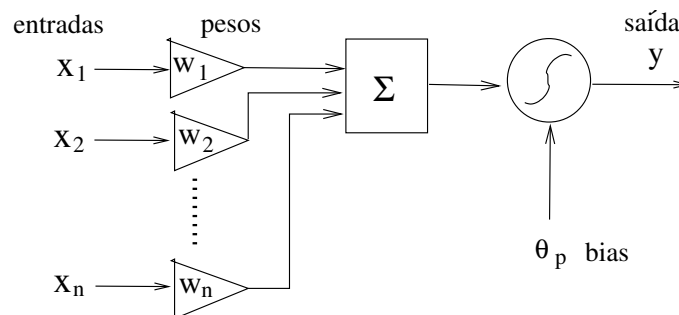 entradas pesos saída
x1 w1 Σ y
x2 w2
xn wn θp bias